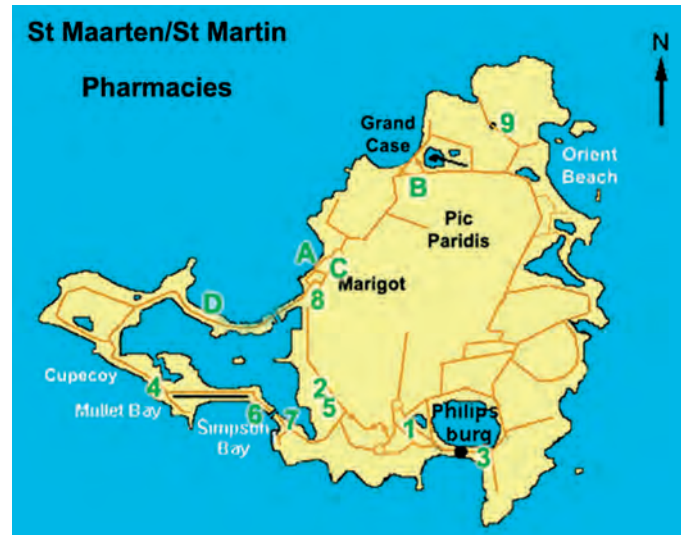 St Maarten/St Martin
N
Pharmacies
Grand
Case
9
Orient
Beach
B
Pic
Paridis
A
C
Marigot
8
D
Cupecoy
4
Mullet Bay
2
5
6
7
Simpson
Bay
1
Philips
burg
3